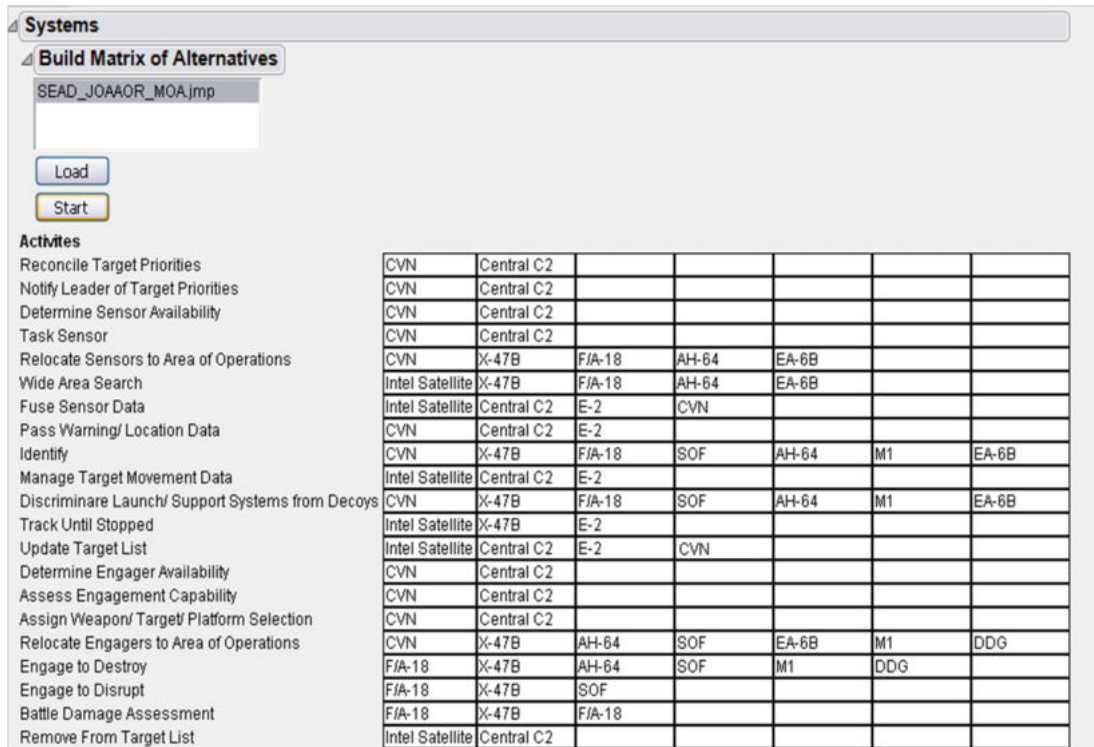 Systems
Build Matrix of Alternatives
SEAD_JOAAOR_MOA.jmp
Load
Start
Activites
Reconcile Target Priorities CVN Central C2
Notify Leader of Target Priorities CVN Central C2
Determine Sensor Availability CVN Central C2
Task Sensor CVN Central C2
Relocate Sensors to Area of Operations CVN X-47B F/A-18 AH-64 EA-6B
Wide Area Search Intel Satellite X-47B F/A-18 AH-64 EA-6B
Fuse Sensor Data Intel Satellite Central C2 E-2 CVN
Pass Warning/ Location Data CVN Central C2 E-2
Identify CVN X-47B F/A-18 SOF AH-64 M1 EA-6B
Manage Target Movement Data Intel Satellite Central C2 E-2
Discriminare Launch/ Support Systems from Decoys CVN X-47B F/A-18 SOF AH-64 M1 EA-6B
Track Until Stopped Intel Satellite X-47B E-2
Update Target List Intel Satellite Central C2 E-2 CVN
Determine Engager Availability CVN Central C2
Assess Engagement Capability CVN Central C2
Assign Weapon/ Target/ Platform Selection CVN Central C2
Relocate Engagers to Area of Operations CVN X-47B AH-64 SOF EA-6B M1 DDG
Engage to Destroy F/A-18 X-47B AH-64 SOF M1 DDG
Engage to Disrupt F/A-18 X-47B SOF
Battle Damage Assessment F/A-18 X-47B F/A-18
Remove From Target List Intel Satellite Central C2